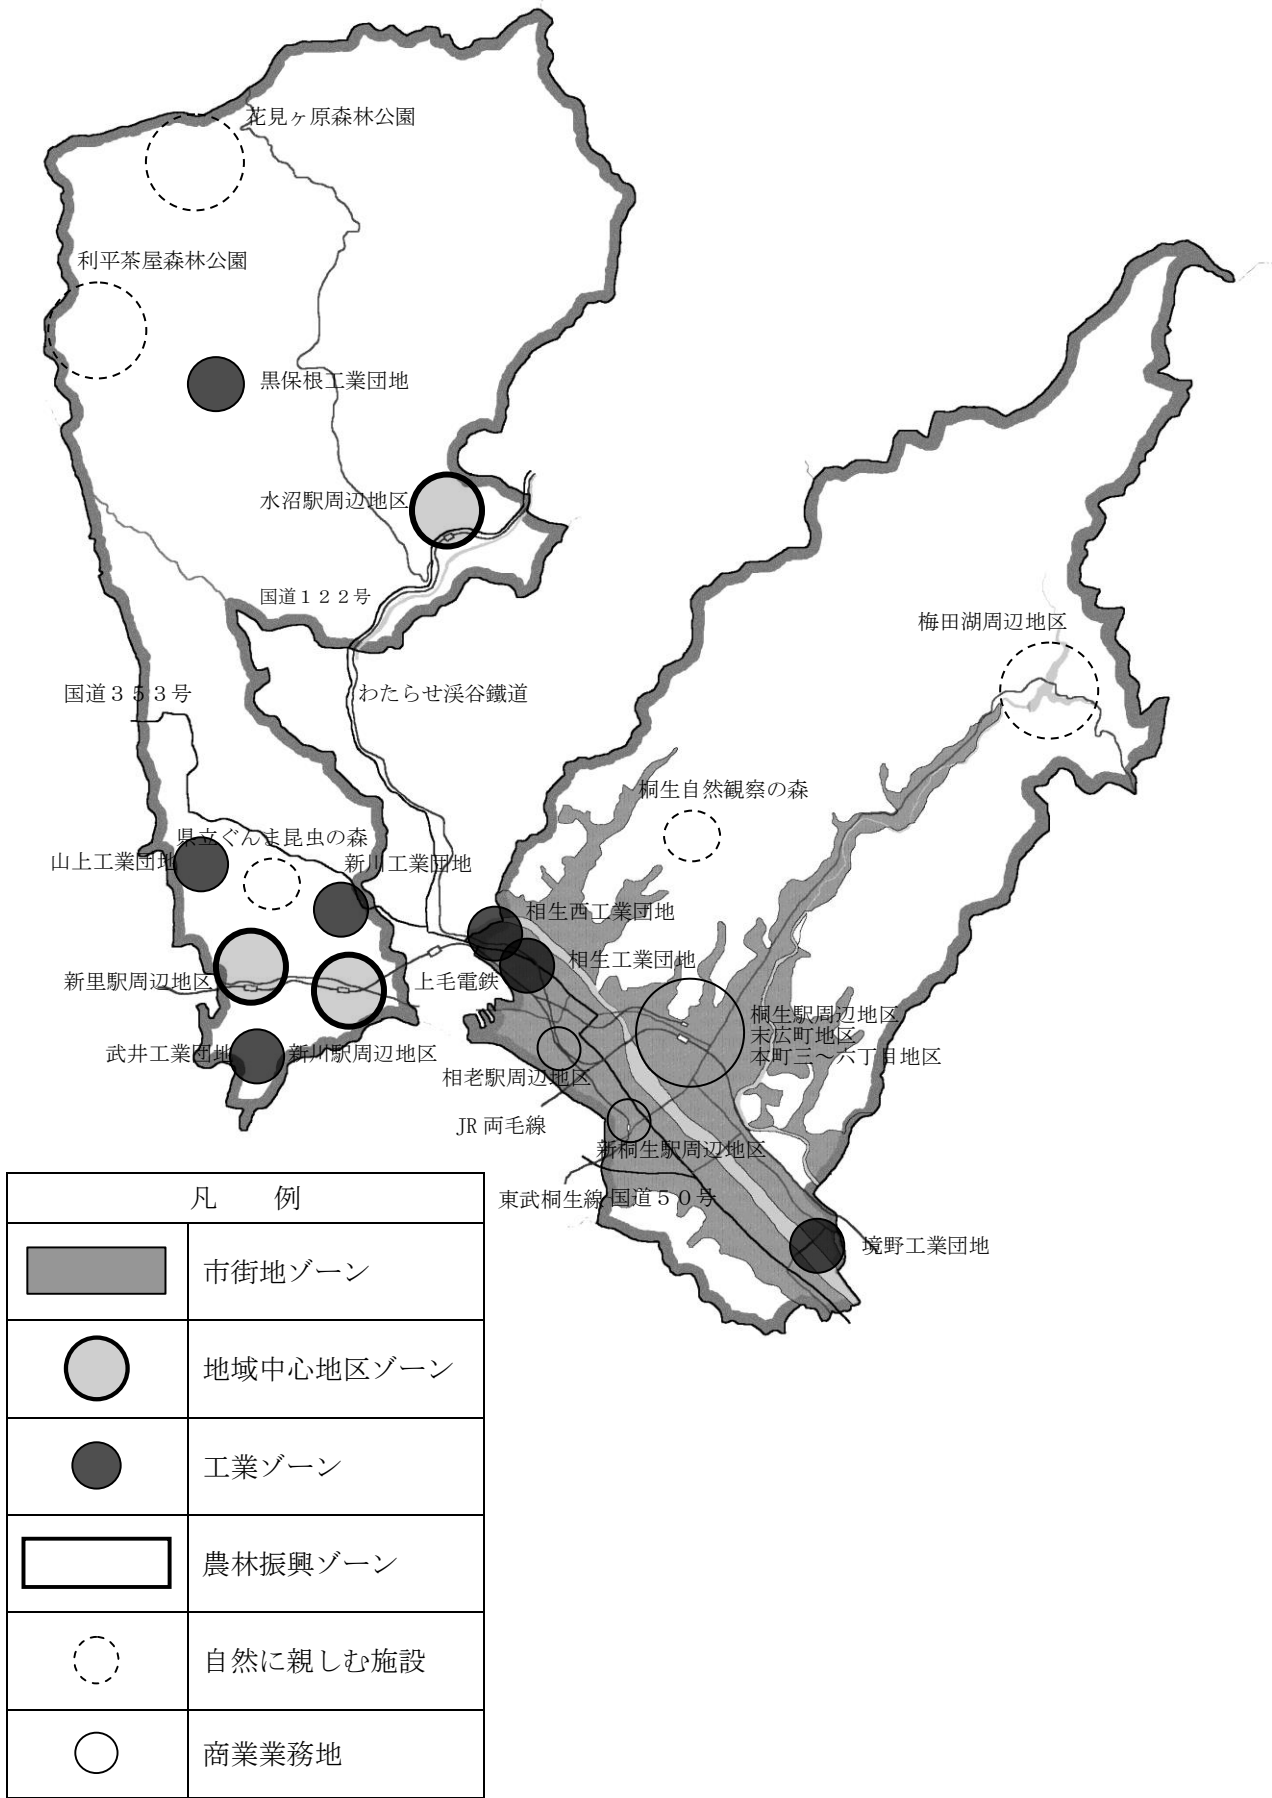 花見ヶ原森林公園
利平茶屋森林公園
黒保根工業団地
水沼駅周辺地区
国道１２２号
梅田湖周辺地区
国道３５３号
わたらせ渓谷鐵道
桐生自然観察の森
県立ぐんま昆虫の森
山上工業団地
新川工業団地
相生西工業団地
相生工業団地
新里駅周辺地区
上毛電鉄
桐生駅周辺地区
末広町地区
本町三～六丁目地区
武井工業団地
新川駅周辺地区
相老駅周辺地区
JR 両毛線
新桐生駅周辺地区
東武桐生線
国道５０号
境野工業団地
凡　例
市街地ゾーン
地域中心地区ゾーン
工業ゾーン
農林振興ゾーン
自然に親しむ施設
商業業務地